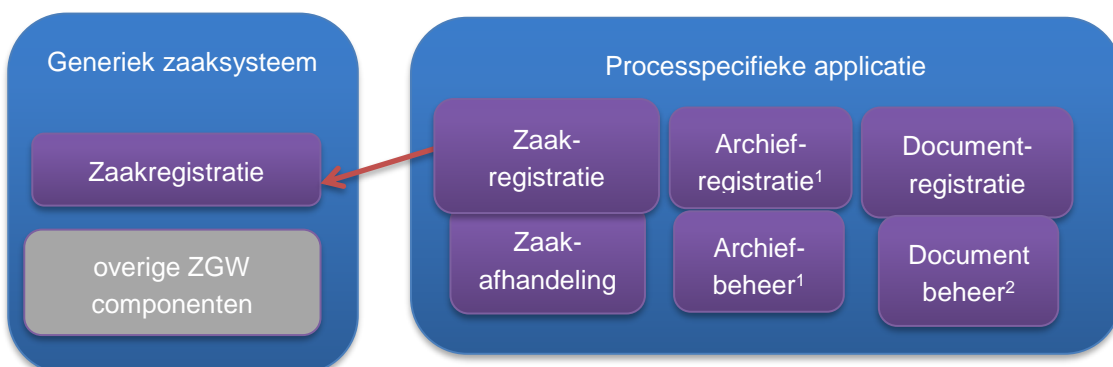 Generiek zaaksysteem
Zaakregistratie
overige ZGW
componenten
Processpecifieke applicatie
Zaak-
registratie
Archief-
registratie¹
Document-
registratie
Zaak-
afhandeling
Archief-
beheer¹
Document
beheer²